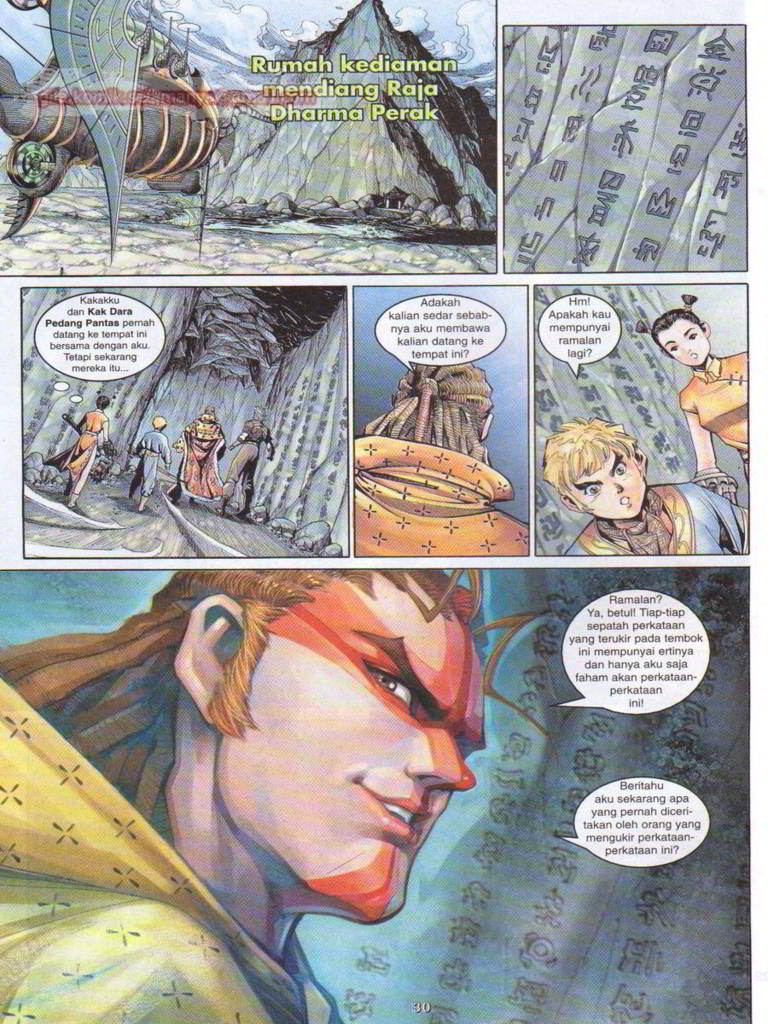 Rumah kediaman
mendiang Raja
Dharma Perak
Kakakku
dan Kak Dara
Pedang Pantas pernah
datang ke tempat ini
bersama dengan aku.
Tetapi sekarang
mereka itu...
Adakah
kalian sedar sebab-
nya aku membawa
kalian datang ke
tempat ini?
Hm!
Apakah kau
mempunyai
ramalan
lagi?
Ramalan?
Ya, betul! Tiap-tiap
sepatah perkataan
yang terukir pada tembok
ini mempunyai ertinya
dan hanya aku saja
faham akan perkataan-
perkataan
ini!
Beritahu
aku sekarang apa
yang pernah diceri-
takan oleh orang yang
mengukir perkataan-
perkataan ini?
30